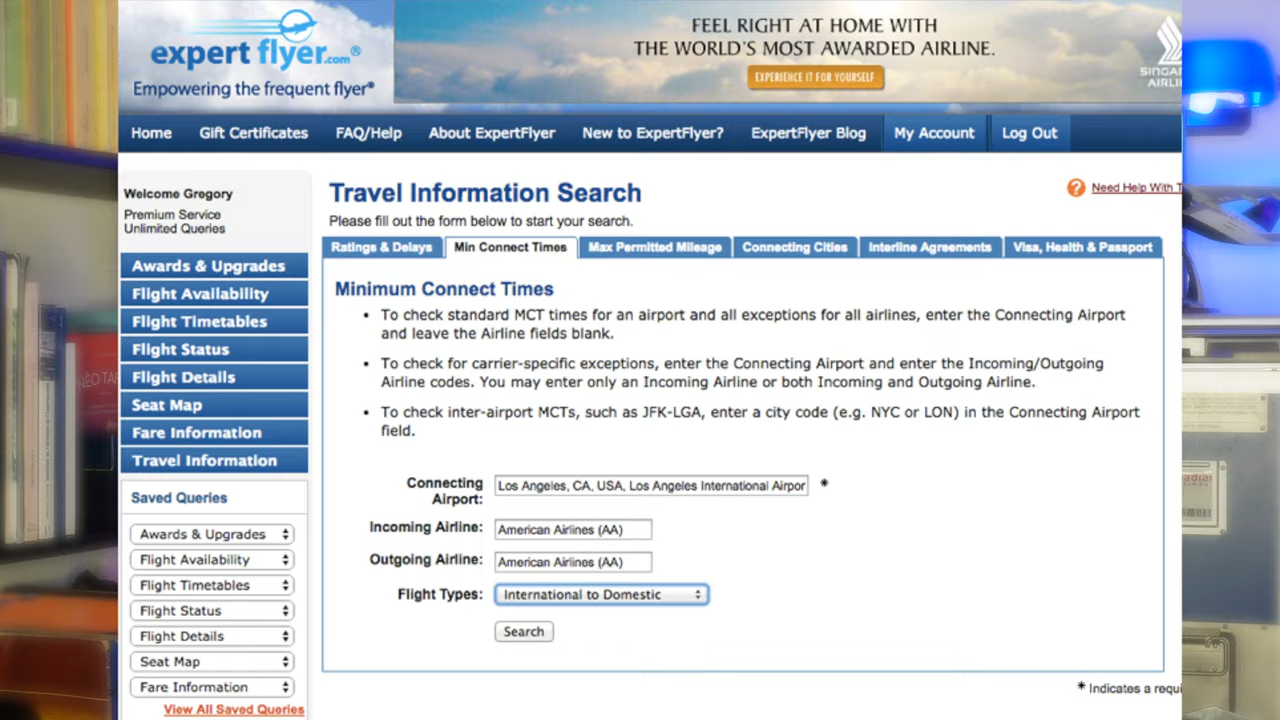 expert flyer.com®
Empowering the frequent flyer®
FEEL RIGHT AT HOME WITH
THE WORLD'S MOST AWARDED AIRLINE.
EXPERIENCE IT FOR YOURSELF
Home Gift Certificates FAQ/Help About ExpertFlyer New to ExpertFlyer? ExpertFlyer Blog My Account Log Out
Welcome Gregory
Premium Service
Unlimited Queries
Awards & Upgrades
Flight Availability
Flight Timetables
Flight Status
Flight Details
Seat Map
Fare Information
Travel Information
Saved Queries
Awards & Upgrades
Flight Availability
Flight Timetables
Flight Status
Flight Details
Seat Map
Fare Information
View All Saved Queries
Travel Information Search
? Need Help With T
Please fill out the form below to start your search.
Ratings & Delays Min Connect Times Max Permitted Mileage Connecting Cities Interline Agreements Visa, Health & Passport
Minimum Connect Times
• To check standard MCT times for an airport and all exceptions for all airlines, enter the Connecting Airport
and leave the Airline fields blank.
• To check for carrier-specific exceptions, enter the Connecting Airport and enter the Incoming/Outgoing
Airline codes. You may enter only an Incoming Airline or both Incoming and Outgoing Airline.
• To check inter-airport MCTs, such as JFK-LGA, enter a city code (e.g. NYC or LON) in the Connecting Airport
field.
Connecting
Airport: Los Angeles, CA, USA, Los Angeles International Airpor *
Incoming Airline: American Airlines (AA)
Outgoing Airline: American Airlines (AA)
Flight Types: International to Domestic
Search
* Indicates a requi